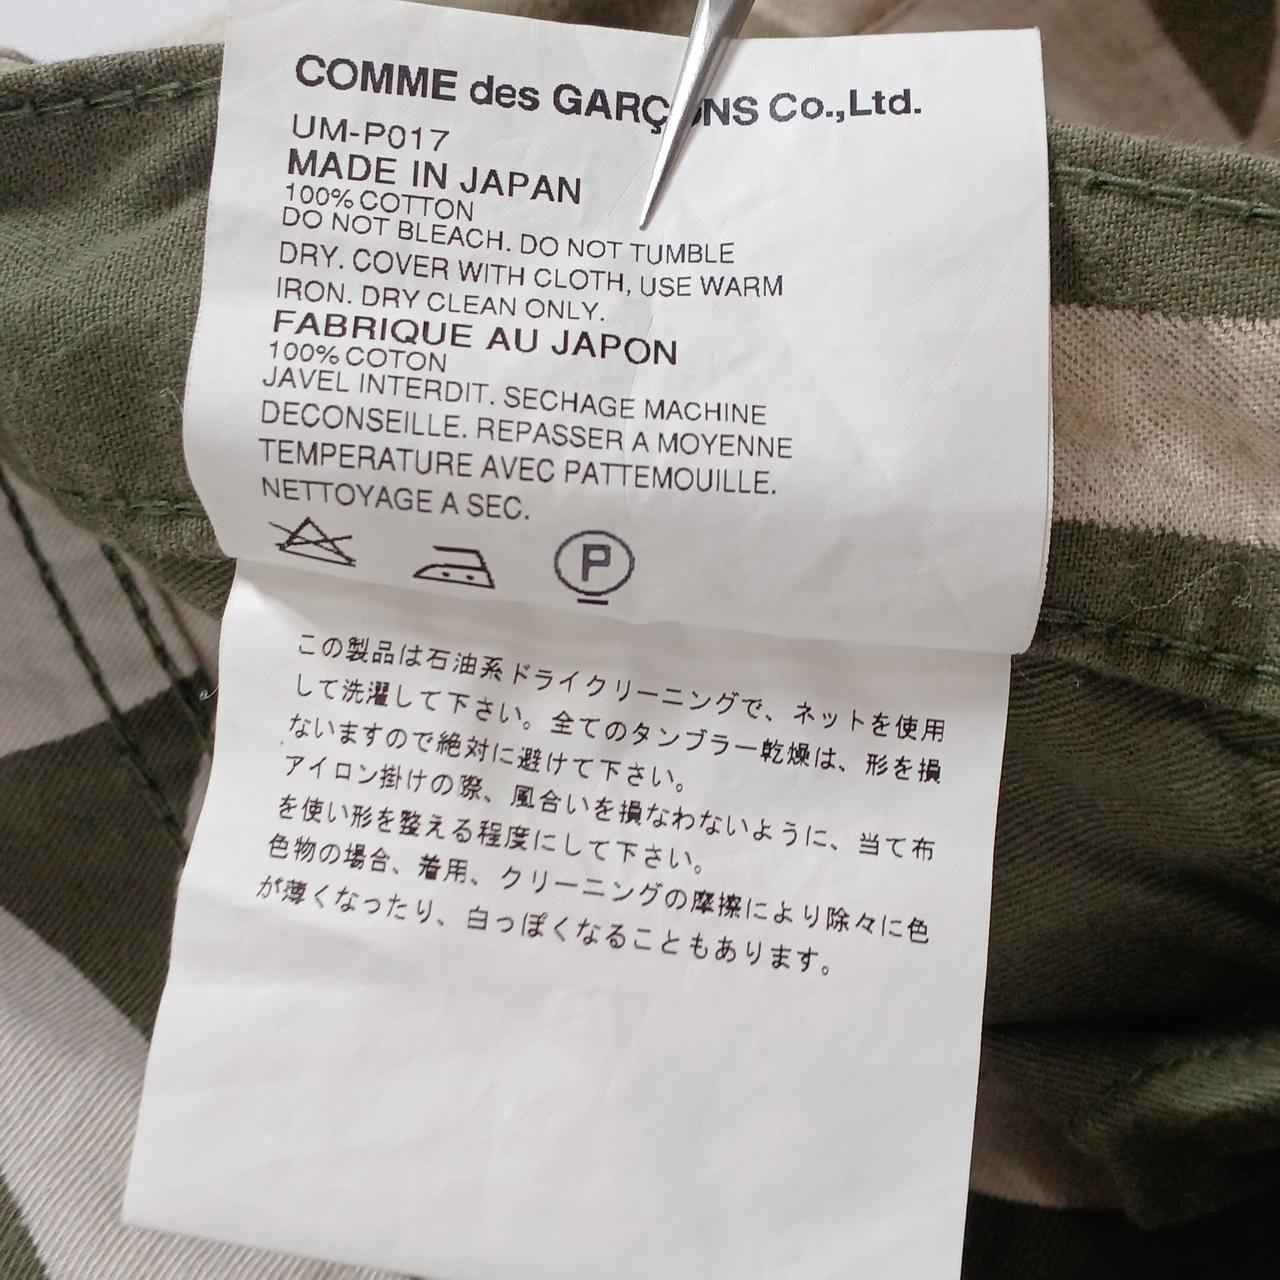 COMME des GARÇONS Co.,Ltd.
UM-P017
MADE IN JAPAN
100% COTTON
DO NOT BLEACH. DO NOT TUMBLE
DRY. COVER WITH CLOTH, USE WARM
IRON. DRY CLEAN ONLY.
FABRIQUE AU JAPON
100% COTON
JAVEL INTERDIT. SECHAGE MACHINE
DECONSEILLE. REPASSER A MOYENNE
TEMPERATURE AVEC PATTEMOUILLE.
NETTOYAGE A SEC.
P
この製品は石油系ドライクリーニングで、ネットを使用
して洗濯して下さい。全てのタンブラー乾燥は、形を損
ないますので絶対に避けて下さい。
アイロン掛けの際、風合いを損なわないように、当て布
を使い形を整える程度にして下さい。
色物の場合、着用、クリーニングの摩擦により除々に色
が薄くなったり、白っぽくなることもあります。